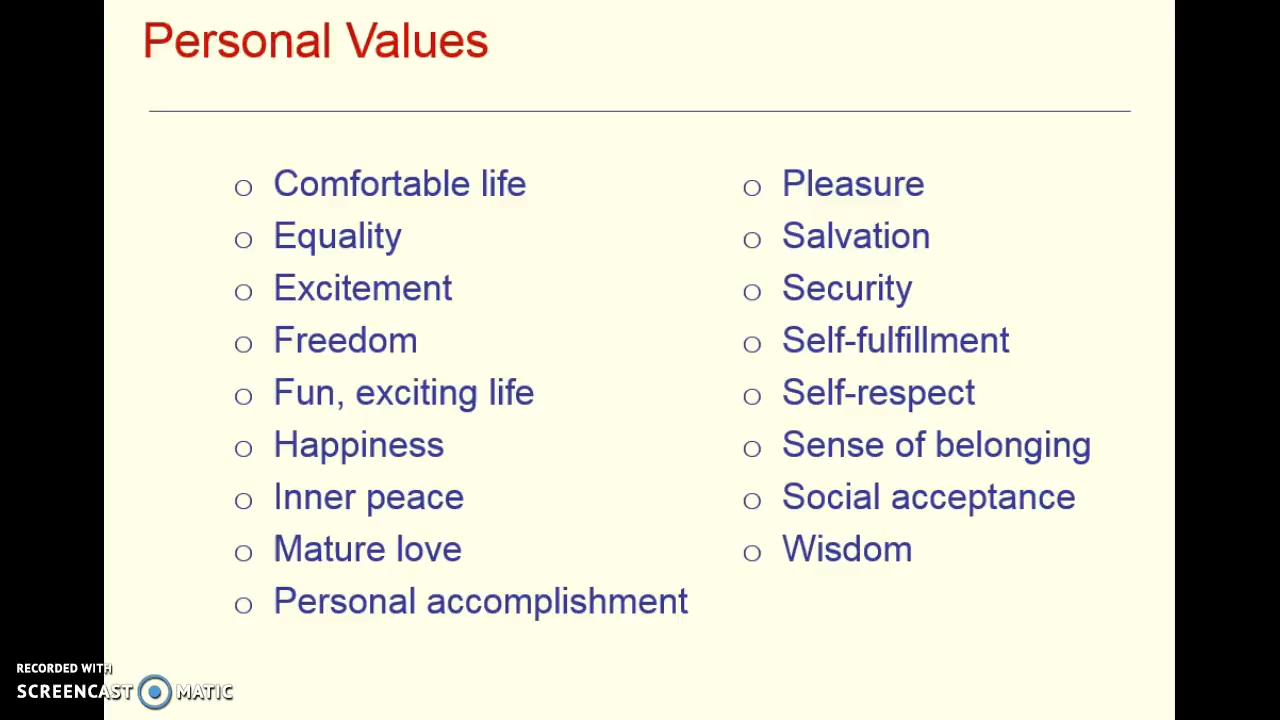 Personal Values
Comfortable life
Equality
Excitement
Freedom
Fun, exciting life
Happiness
Inner peace
Mature love
Personal accomplishment
Pleasure
Salvation
Security
Self-fulfillment
Self-respect
Sense of belonging
Social acceptance
Wisdom
RECORDED WITH
SCREENCAST MATIC